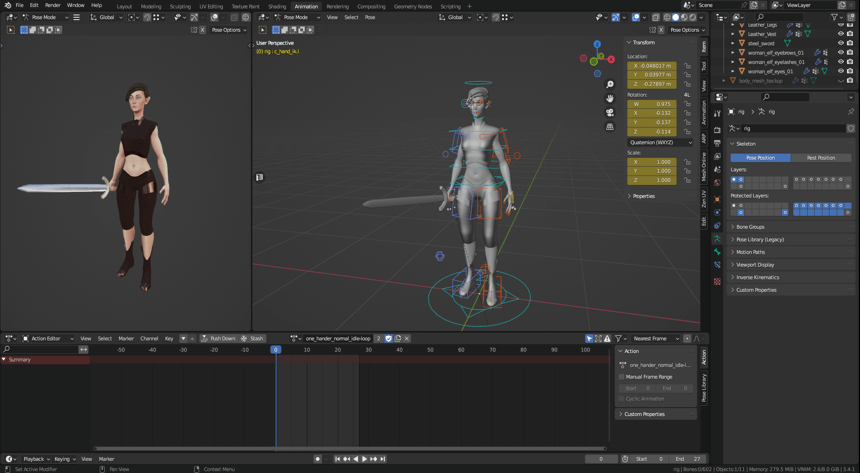 File Edit Render Window Help Layout Modeling Sculpting UV Editing Texture Paint Shading Animation Rendering Compositing Geometry Nodes Scripting + Scene ViewLayer
Pose Mode Global Pose Mode View Select Pose Global
Pose Options X Pose Options
User Perspective
(0) rig : c_hand_ik.l
Transform
Location:
X -0.048017 m
Y 0.03977 m
Z -0.27897 m
Rotation: 4L
W 0.975
X -0.132
Y -0.137
Z -0.114
Quaternion (WXYZ)
Scale:
X 1.000
Y 1.000
Z 1.000
Properties
Item
Tool
View
Animation
ARP
Mesh Online
Zen UV
Edit
Leather_Legs
Leather_Vest
steel_sword
woman_elf_eyebrows_01
woman_elf_eyelashes_01
woman_elf_eyes_01
body_mesh_backup
rig rig
rig
Skeleton
Pose Position Rest Position
Layers:
Protected Layers:
Bone Groups
Pose Library (Legacy)
Motion Paths
Viewport Display
Inverse Kinematics
Custom Properties
Action Editor View Select Marker Channel Key Push Down Stash one_hander_normal_idle-loop 2 Nearest Frame
-50 -40 -30 -20 -10 0 10 20 30 40 50 60 70 80 90 100
Summary
Action
one_hander_normal_idle-l...
Manual Frame Range
Start 0 End 0
Cyclic Animation
Custom Properties
Action
Pose Library
Playback Keying View Marker 0 Start 0 End 27
Set Active Modifier Pan View Context Menu rig | Bones:0/602 | Objects:1/11 | Memory: 279.5 MiB | VRAM: 2.6/8.0 GiB | 3.4.1